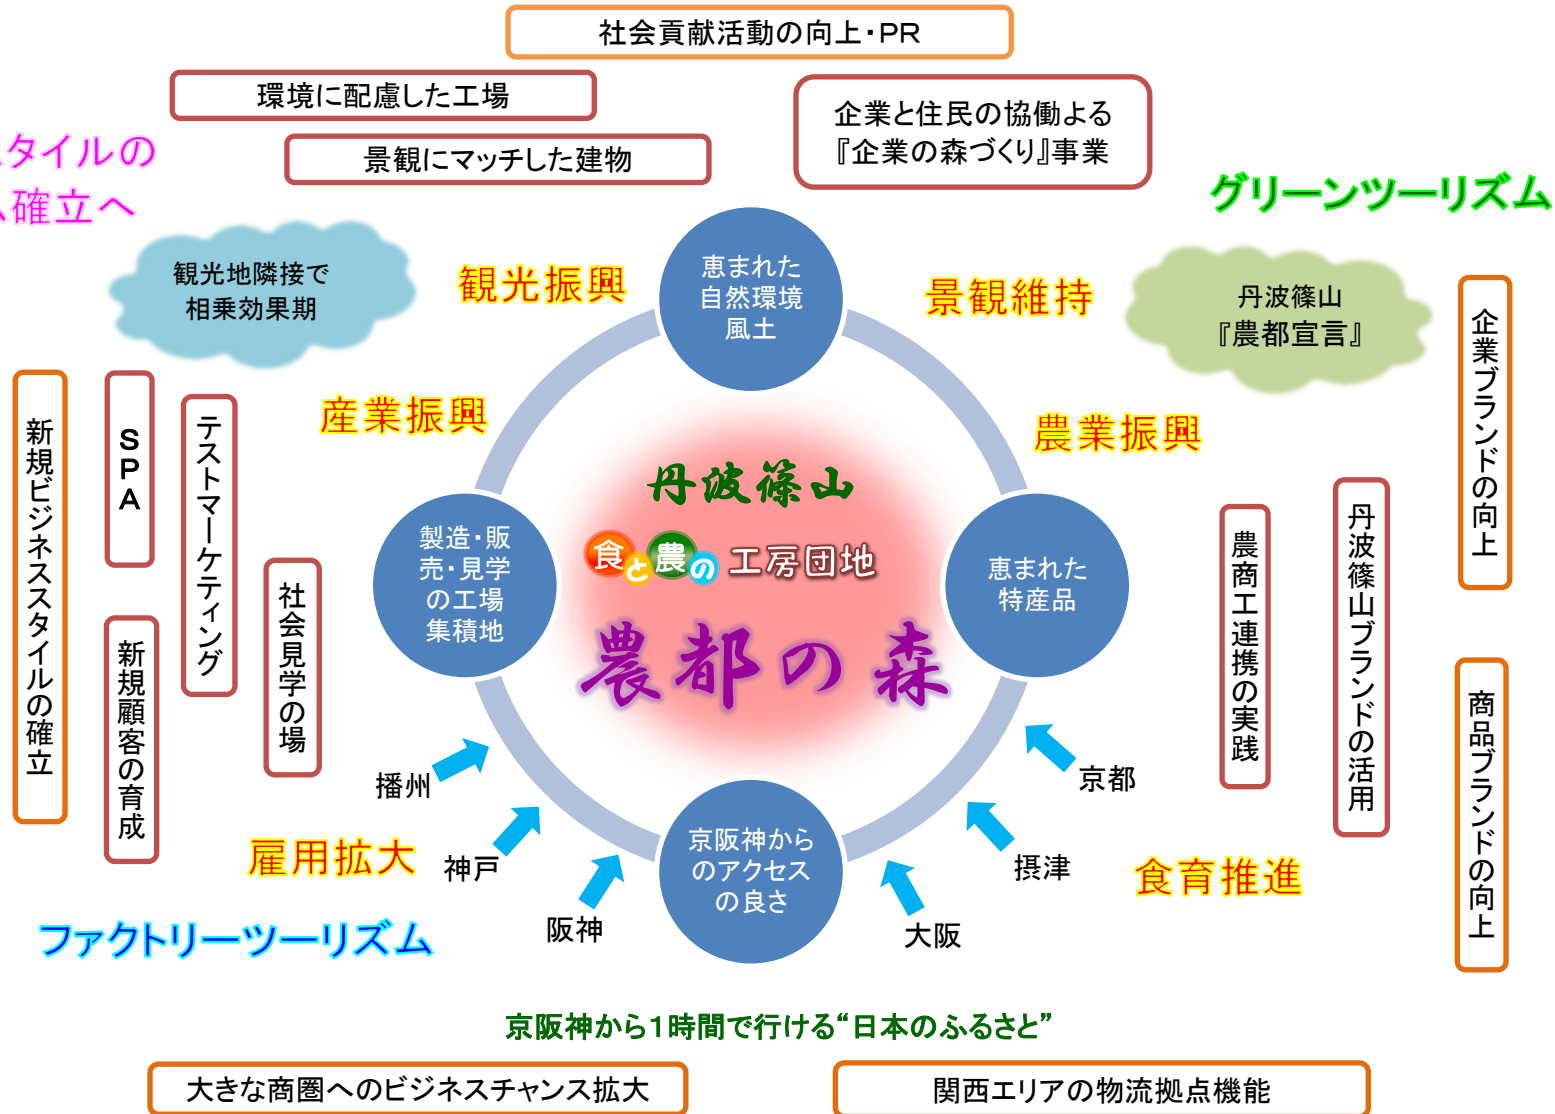 社会貢献活動の向上・PR
環境に配慮した工場
景観にマッチした建物
企業と住民の協働よる
『企業の森づくり』事業
タイルの
確立へ
グリーンツーリズム
観光地隣接で
相乗効果期
観光振興
恵まれた
自然環境
風土
景観維持
丹波篠山
『農都宣言』
産業振興
農業振興
新規ビジネススタイルの確立
SPA
テストマーケティング
新規顧客の育成
社会見学の場
製造・販
売・見学
の工場
集積地
丹波篠山
食と農の工房団地
農都の森
恵まれた
特産品
農商工連携の実践
丹波篠山ブランドの活用
企業ブランドの向上
商品ブランドの向上
播州
神戸
阪神
京阪神から
のアクセス
の良さ
大阪
摂津
京都
雇用拡大
食育推進
ファクトリーツーリズム
京阪神から1時間で行ける“日本のふるさと”
大きな商圏へのビジネスチャンス拡大
関西エリアの物流拠点機能